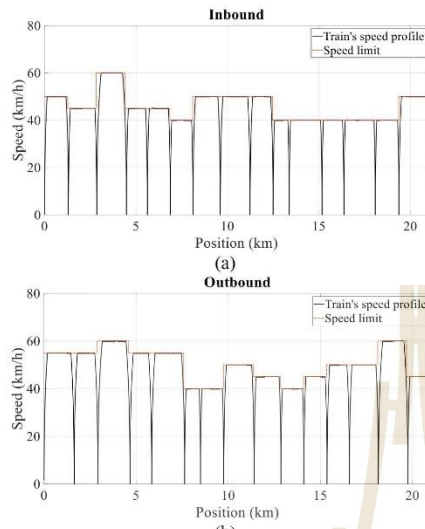 Inbound
80
Train's speed profile
Speed limit
60
Speed (km/h)
40
20
0
0 5 10 15 20
Position (km)
(a)
Outbound
80
Train's speed profile
Speed limit
60
Speed (km/h)
40
20
0
0 5 10 15 20
Position (km)